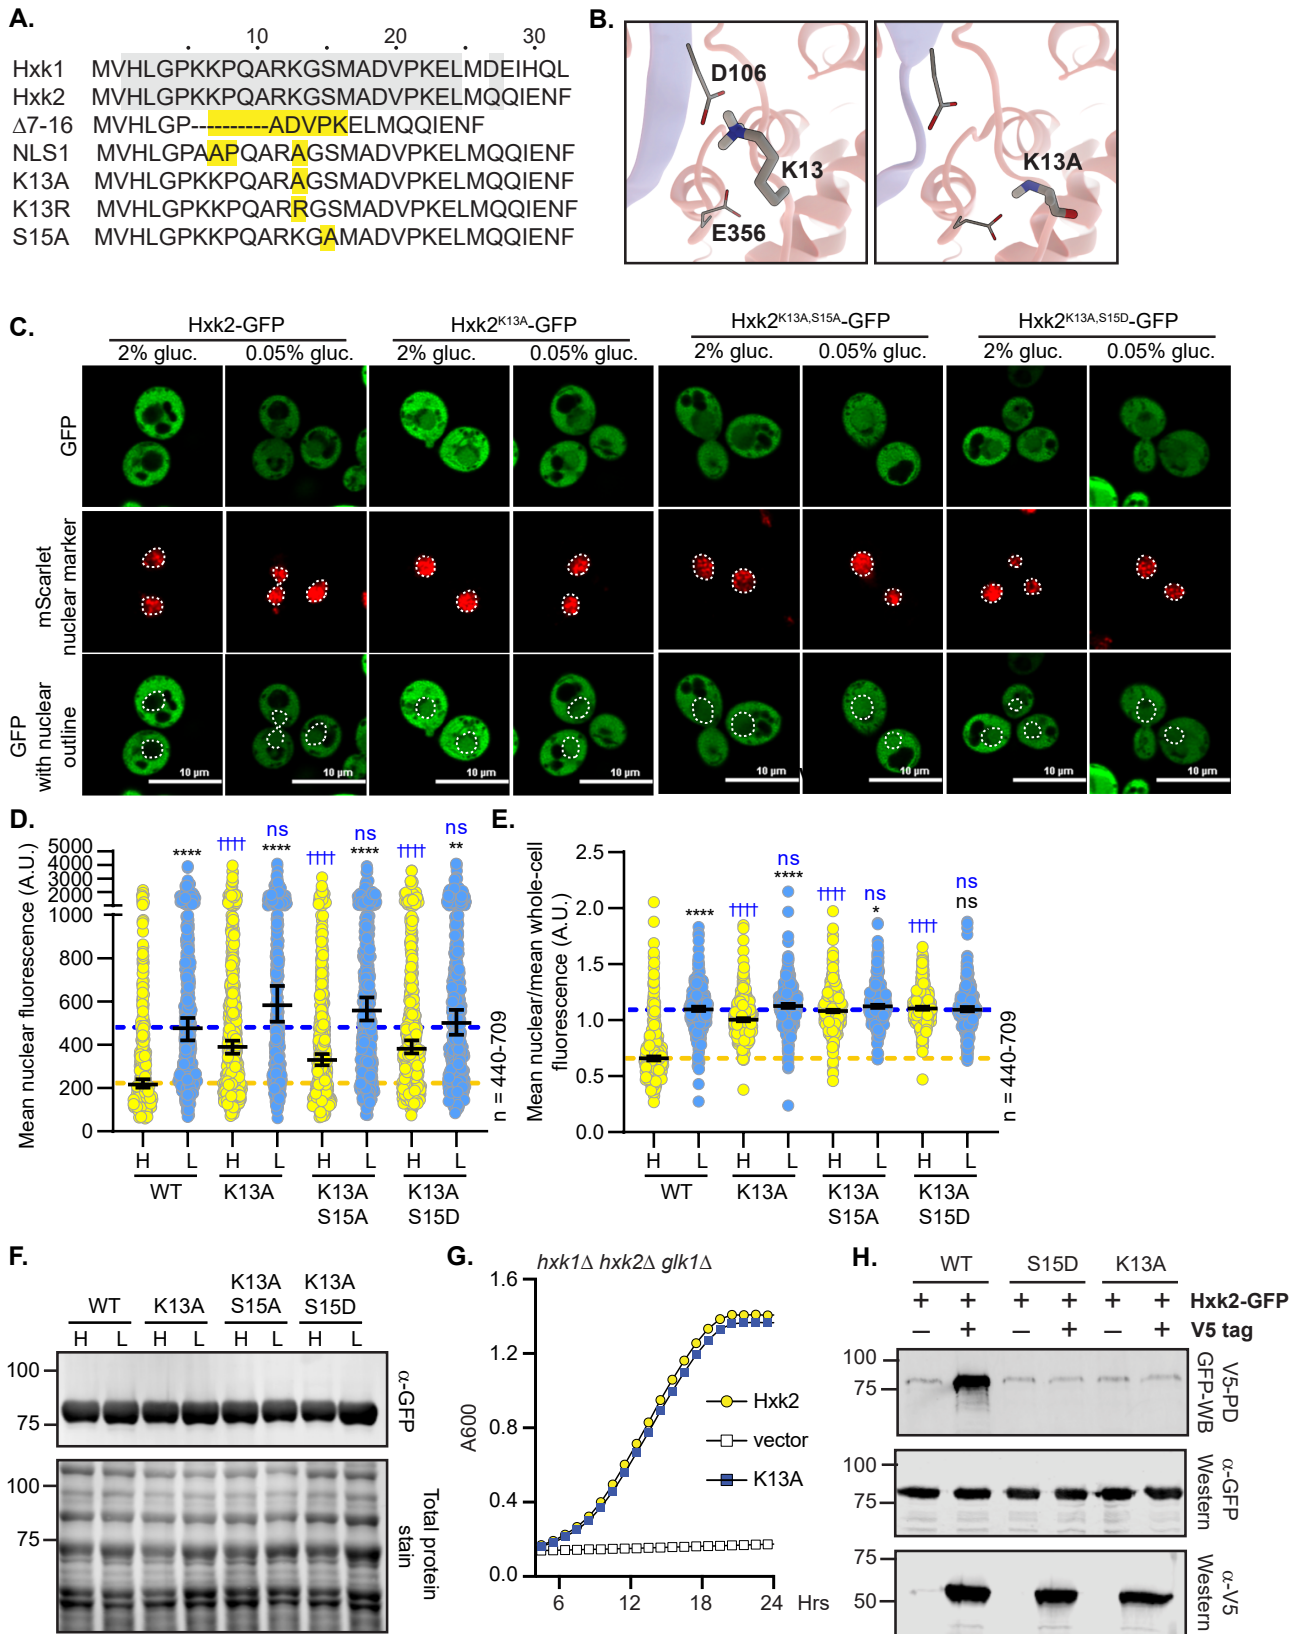 A.
10 20 30
Hxk1 MVHLGPKKPQARKGSMADVPKELMDEIHQL
Hxk2 MVHLGPKKPQARKGSMADVPKELMQQIENF
Δ7-16 MVHLGP----------ADVPKELMQQIENF
NLS1 MVHLGPAAPQARAGSMADVPKELMQQIENF
K13A MVHLGPKKPQARAGSMADVPKELMQQIENF
K13R MVHLGPKKPQARRGSMADVPKELMQQIENF
S15A MVHLGPKKPQARKGAMADVPKELMQQIENF
B.
D106
K13
E356
K13A
C.
Hxk2-GFP Hxk2K13A-GFP Hxk2K13A,S15A-GFP Hxk2K13A,S15D-GFP
2% gluc. 0.05% gluc. 2% gluc. 0.05% gluc. 2% gluc. 0.05% gluc. 2% gluc. 0.05% gluc.
GFP
mScarlet
nuclear marker
GFP
with nuclear
outline
10 µm 10 µm 10 µm 10 µm 10 µm 10 µm 10 µm 10 µm
D.
Mean nuclear fluorescence (A.U.)
5000
4000
3000
2000
1000
800
600
400
200
0
**** †††† ns **** †††† ns **** †††† ns **
H L H L H L H L
WT K13A K13A K13A
S15A S15D
n = 440-709
E.
Mean nuclear/mean whole-cell
fluorescence (A.U.)
2.5
2.0
1.5
1.0
0.5
0.0
**** †††† ns **** †††† ns * †††† ns ns
H L H L H L H L
WT K13A K13A K13A
S15A S15D
n = 440-709
F.
WT K13A K13A S15A K13A S15D
H L H L H L H L
100
75
α-GFP
100
75
Total protein
stain
G.
hxk1Δ hxk2Δ glk1Δ
A600
1.6
1.2
0.8
0.4
0.0
6 12 18 24 Hrs
Hxk2
vector
K13A
H.
WT S15D K13A
+ + + + + + Hxk2-GFP
– + – + – + V5 tag
100
75
V5-PD
GFP-WB
100
75
α-GFP
Western
75
50
α-V5
Western